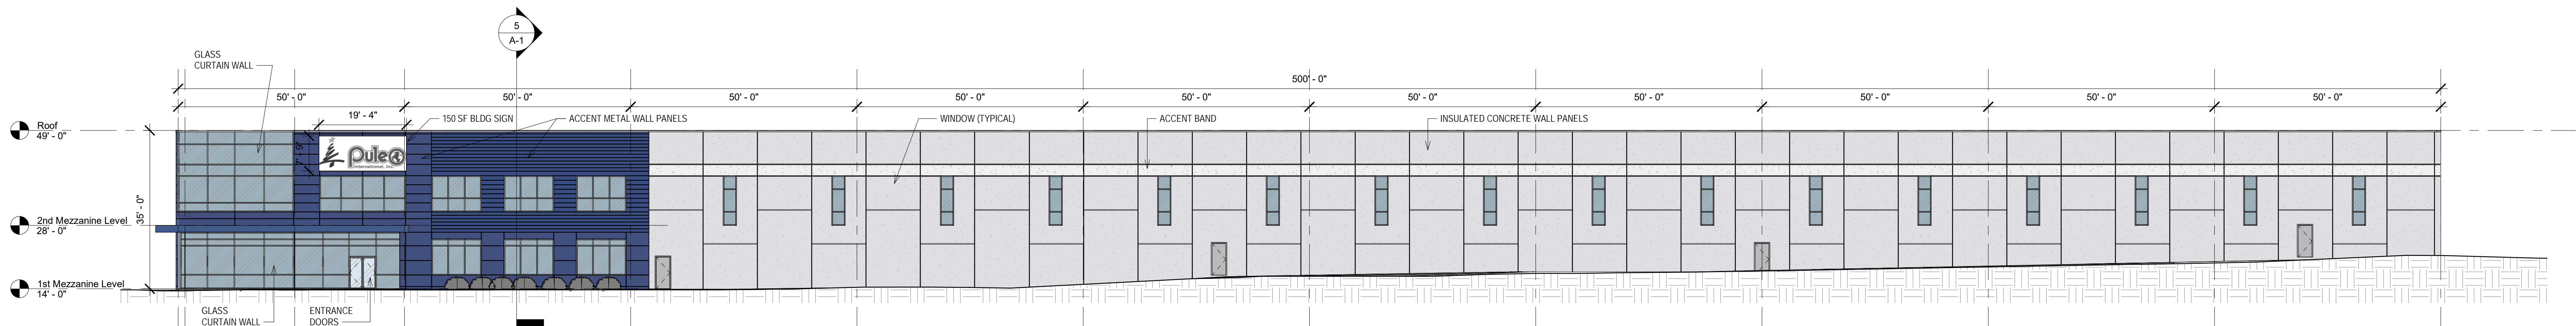 5
A-1
GLASS
CURTAIN WALL
500' - 0"
50' - 0"
50' - 0"
50' - 0"
50' - 0"
50' - 0"
50' - 0"
50' - 0"
50' - 0"
50' - 0"
50' - 0"
19' - 4"
150 SF BLDG SIGN
ACCENT METAL WALL PANELS
WINDOW (TYPICAL)
ACCENT BAND
INSULATED CONCRETE WALL PANELS
Roof
49' - 0"
7' - 9"
Puleo
International, Inc.
35' - 0"
2nd Mezzanine Level
28' - 0"
1st Mezzanine Level
14' - 0"
GLASS
CURTAIN WALL
ENTRANCE
DOORS